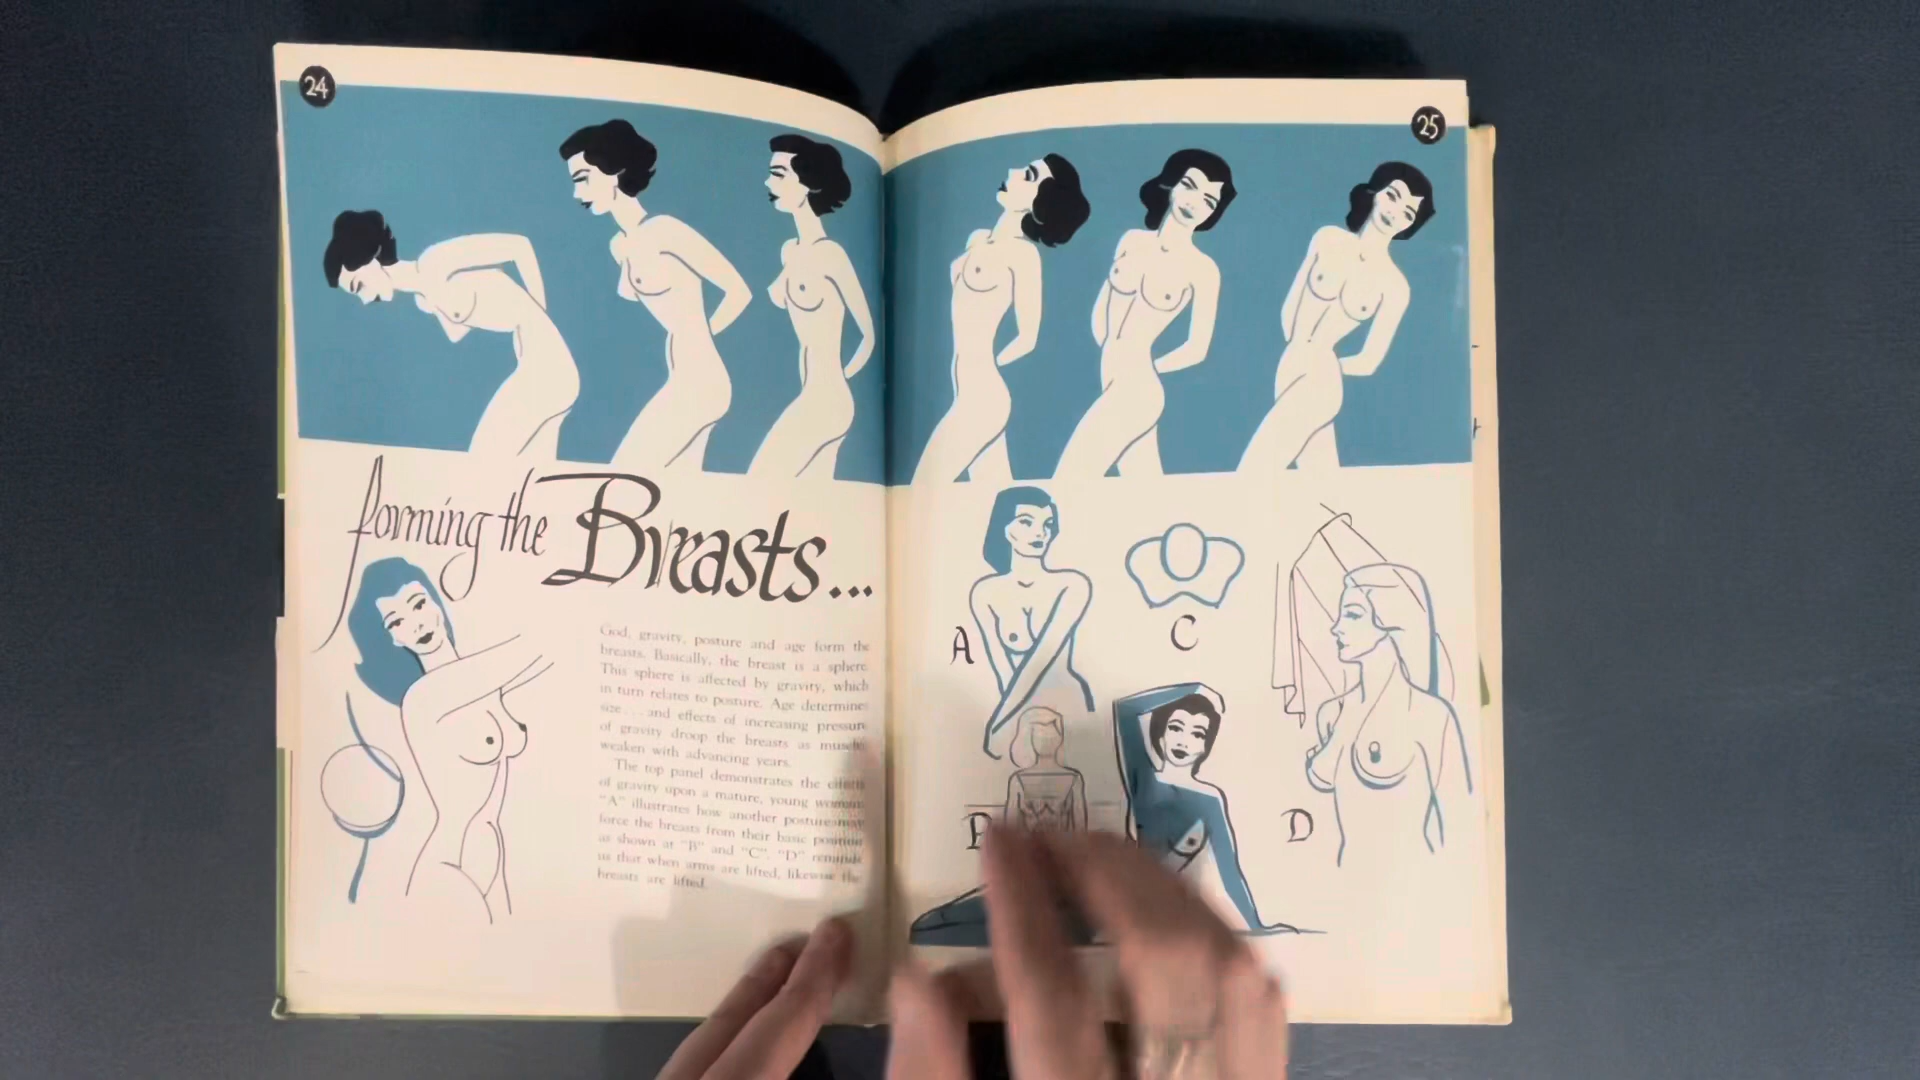 24
25
forming the Breasts...
God, gravity, posture and age form the
breasts. Basically, the breast is a sphere.
This sphere is affected by gravity, which
in turn relates to posture. Age determines
size... and effects of increasing pressure
of gravity droop the breasts as muscles
weaken with advancing years.
The top panel demonstrates the effects
of gravity upon a mature, young woman.
"A" illustrates how another posture may
force the breasts from their basic position
as shown at "B" and "C". "D" reminds
us that when arms are lifted, likewise the
breasts are lifted.
A
C
B
D